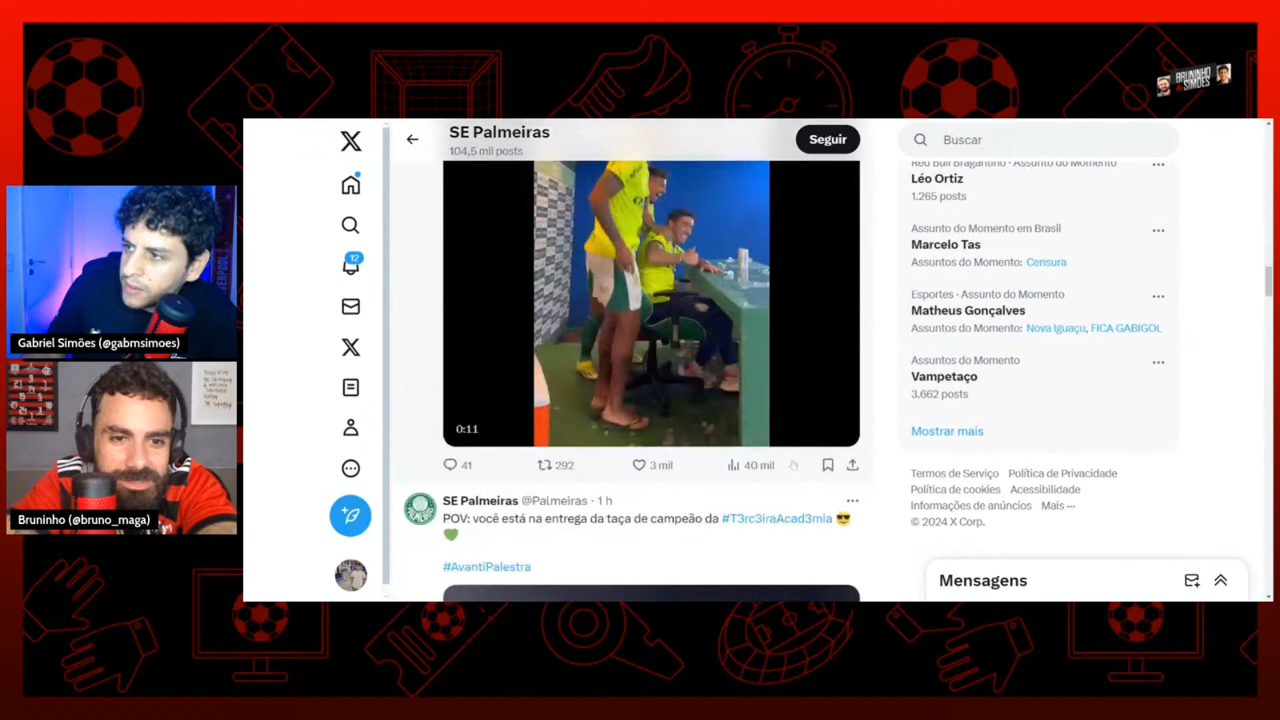 BRUNINHO
SIMÕES
SE Palmeiras
104,5 mil posts
Seguir
Buscar
Red Bull Bragantino · Assunto do Momento
Léo Ortiz
1.265 posts
Assunto do Momento em Brasil
Marcelo Tas
Assuntos do Momento: Censura
Esportes · Assunto do Momento
Matheus Gonçalves
Assuntos do Momento: Nova Iguaçu, FICA GABIGOL
Assuntos do Momento
Vampetaço
3.662 posts
Mostrar mais
Termos de Serviço Política de Privacidade
Política de cookies Acessibilidade
Informações de anúncios Mais ···
© 2024 X Corp.
Mensagens
12
0:11
41 292 3 mil 40 mil
SE Palmeiras @Palmeiras · 1 h
POV: você está na entrega da taça de campeão da #T3rc3iraAcad3mia 😎
💚
#AvantiPalestra
Gabriel Simões (@gabmsimoes)
Bruninho (@bruno_maga)